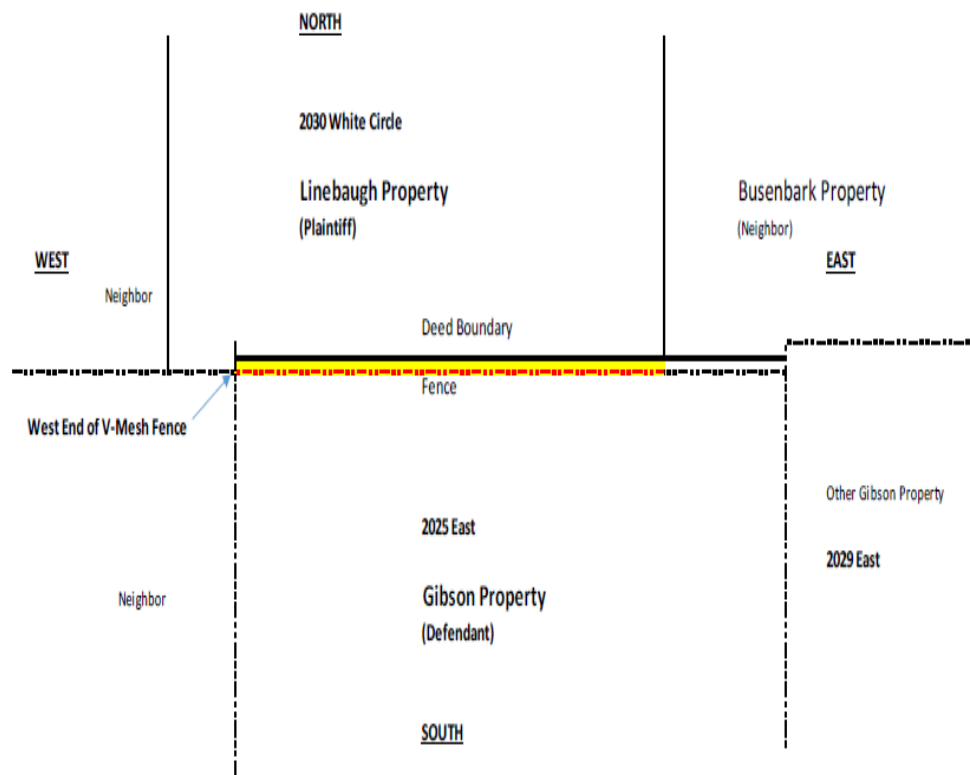 NORTH
2030 White Circle
Linebaugh Property
(Plaintiff)
Busenbark Property
(Neighbor)
WEST
EAST
Neighbor
Deed Boundary
Fence
West End of V-Mesh Fence
Other Gibson Property
2025 East
2029 East
Neighbor
Gibson Property
(Defendant)
SOUTH